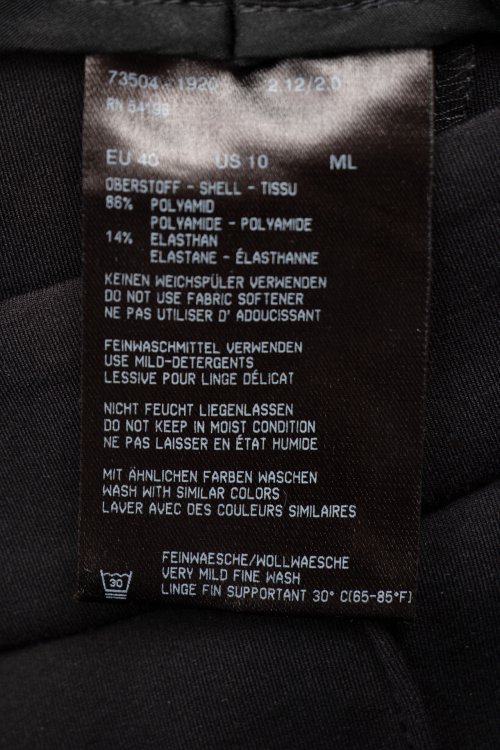 73504 - 1920 2.12/2.0
RN 54196
EU 40 US 10 ML
OBERSTOFF - SHELL - TISSU
86% POLYAMID
POLYAMIDE - POLYAMIDE
14% ELASTHAN
ELASTANE - ÉLASTHANNE
KEINEN WEICHSPÜLER VERWENDEN
DO NOT USE FABRIC SOFTENER
NE PAS UTILISER D' ADOUCISSANT
FEINWASCHMITTEL VERWENDEN
USE MILD-DETERGENTS
LESSIVE POUR LINGE DÉLICAT
NICHT FEUCHT LIEGENLASSEN
DO NOT KEEP IN MOIST CONDITION
NE PAS LAISSER EN ÉTAT HUMIDE
MIT ÄHNLICHEN FARBEN WASCHEN
WASH WITH SIMILAR COLORS
LAVER AVEC DES COULEURS SIMILAIRES
FEINWAESCHE/WOLLWAESCHE
VERY MILD FINE WASH
30 LINGE FIN SUPPORTANT 30° C(65-85°F)